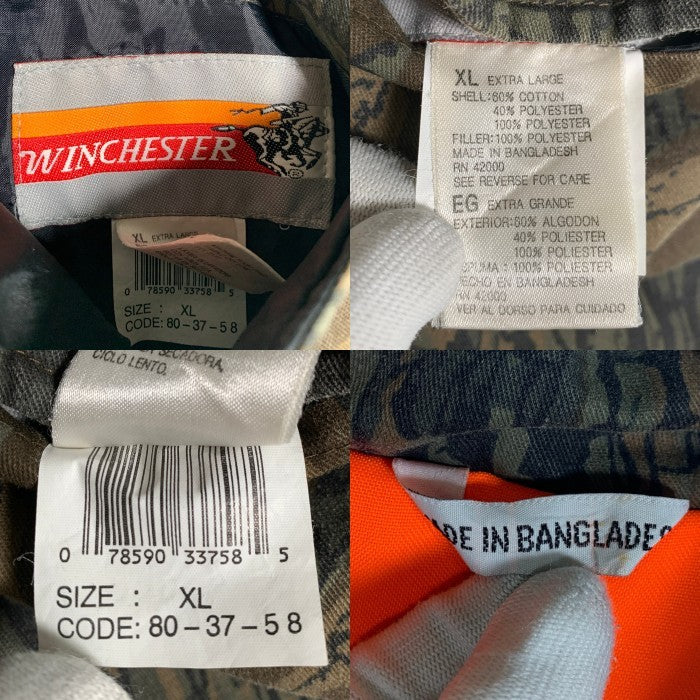 WINCHESTER
XL EXTRA LARGE
0 78590 33758 5
SIZE : XL
CODE: 80-37-58
XL EXTRA LARGE
SHELL: 60% COTTON
40% POLYESTER
100% POLYESTER
FILLER: 100% POLYESTER
MADE IN BANGLADESH
RN 42000
SEE REVERSE FOR CARE
EG EXTRA GRANDE
EXTERIOR: 60% ALGODON
40% POLIESTER
100% POLIESTER
: 100% POLIESTER
HECHO EN BANGLADESH
RN 42000
VER AL DORSO PARA CUIDADO
SECADORA,
CICLO LENTO.
0 78590 33758 5
SIZE : XL
CODE: 80-37-58
MADE IN BANGLADES